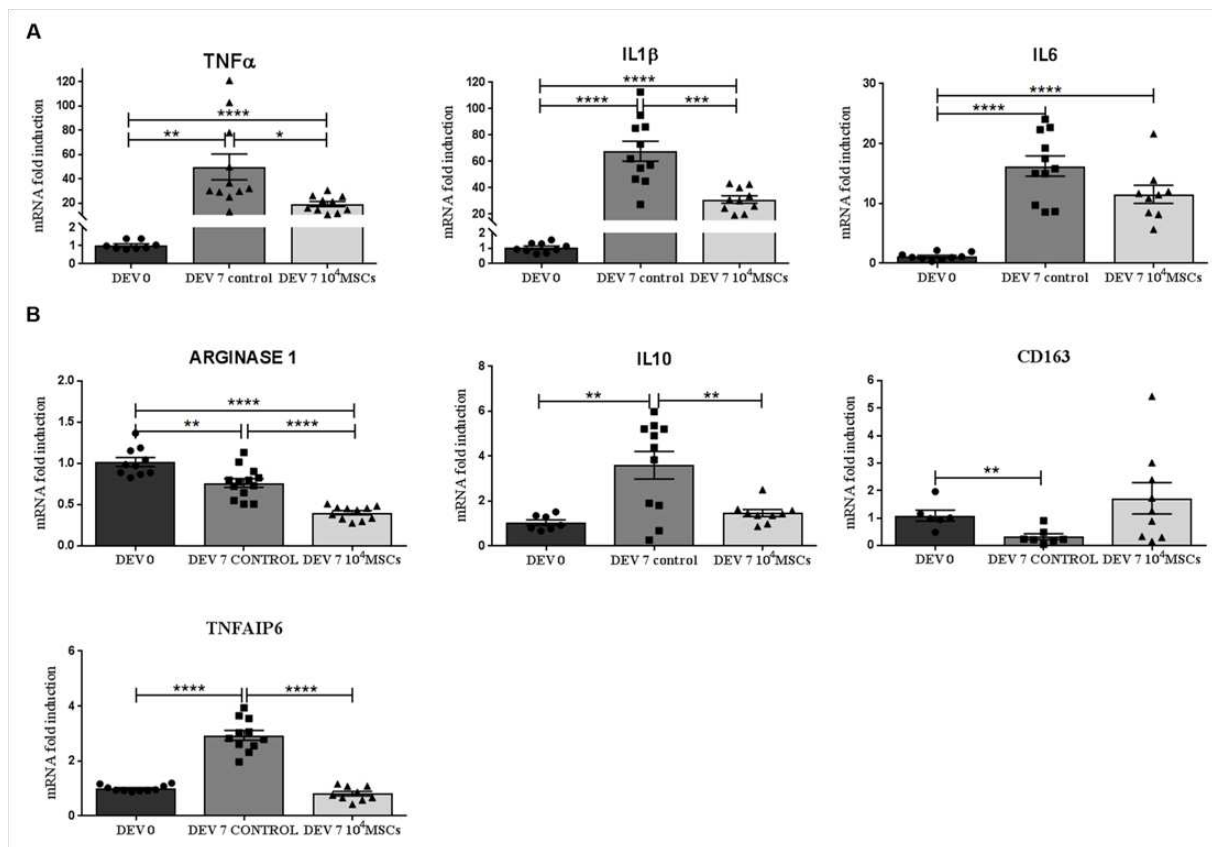 A
TNFα
IL1β
IL6
mRNA fold induction
120
100
80
60
40
20
2
1
0
****
**
*
DEV 0
DEV 7 control
DEV 7 10⁴MSCs
mRNA fold induction
120
100
80
60
40
20
2
1
0
****
****
***
DEV 0
DEV 7 control
DEV 7 10⁴MSCs
mRNA fold induction
30
20
10
0
****
****
DEV 0
DEV 7 control
DEV 7 10⁴MSCs
B
ARGINASE 1
mRNA fold induction
2.0
1.5
1.0
0.5
0.0
****
**
****
DEV 0
DEV 7 CONTROL
DEV 7 10⁴MSCs
IL10
mRNA fold induction
8
6
4
2
0
**
**
DEV 0
DEV 7 control
DEV 7 10⁴MSCs
CD163
mRNA fold induction
6
5
4
3
2
1
0
**
DEV 0
DEV 7 CONTROL
DEV 7 10⁴MSCs
TNFAIP6
mRNA fold induction
6
4
2
0
****
****
DEV 0
DEV 7 CONTROL
DEV 7 10⁴MSCs